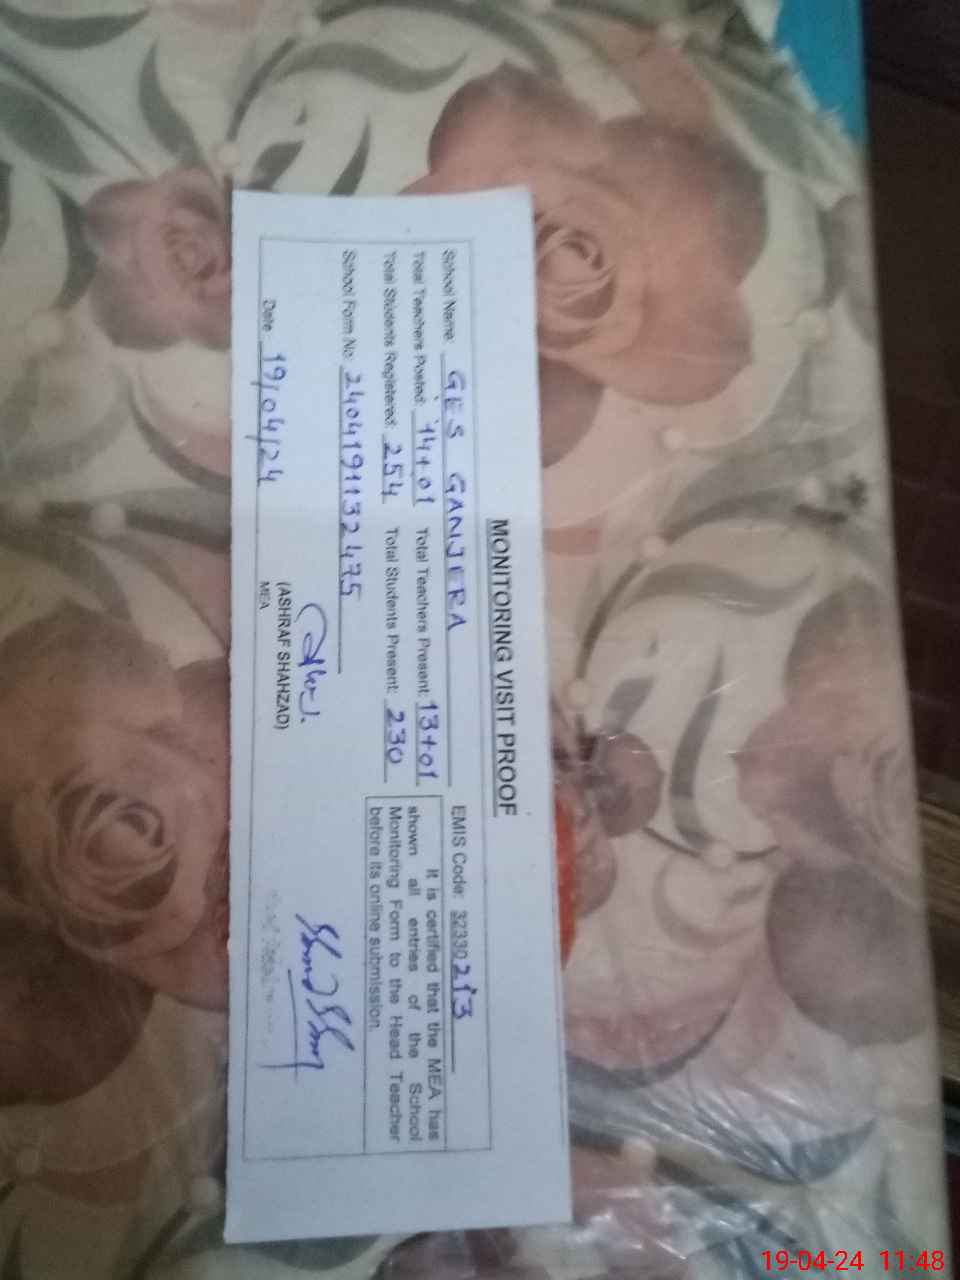 MONITORING VISIT PROOF
School Name: GES GANJERA EMIS Code: 32330213
Total Teachers Posted: 14+01 Total Teachers Present: 13+01
Total Students Registered: 254 Total Students Present: 230
It is certified that the MEA has
shown all entries of the School
Monitoring Form to the Head Teacher
before its online submission.
School Form No: 2404191132475
(ASHRAF SHAHZAD)
MEA
Date: 19/04/24
19-04-24 11:48